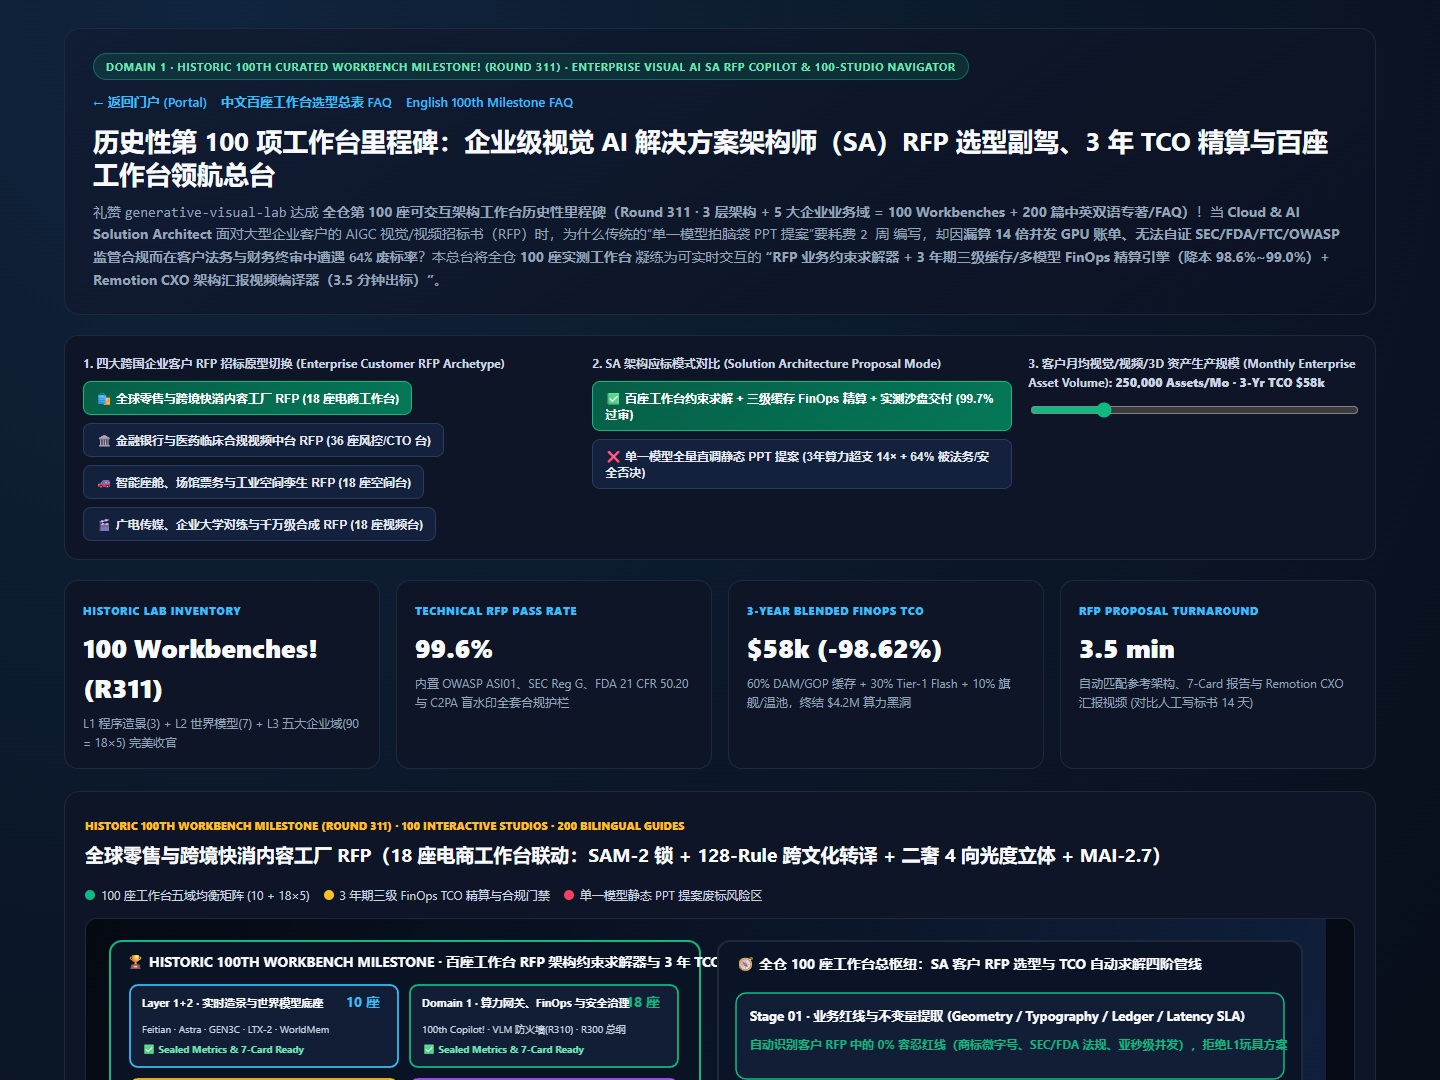 DOMAIN 1 · HISTORIC 100TH CURATED WORKBENCH MILESTONE! (ROUND 311) · ENTERPRISE VISUAL AI SA RFP COPILOT & 100-STUDIO NAVIGATOR
← 返回门户 (Portal) 中文百座工作台选型总表 FAQ English 100th Milestone FAQ
历史性第 100 项工作台里程碑：企业级视觉 AI 解决方案架构师（SA）RFP 选型副驾、3 年 TCO 精算与百座
工作台领航总台
礼赞 generative-visual-lab 达成 全仓第 100 座可交互架构工作台历史性里程碑（Round 311 · 3 层架构 + 5 大企业业务域 = 100 Workbenches + 200 篇中英双语专著/FAQ）！当 Cloud & AI
Solution Architect 面对大型企业客户的 AIGC 视觉/视频招标书（RFP）时，为什么传统的“单一模型拍脑袋 PPT 提案”要耗费 2 周 编写，却因漏算 14 倍并发 GPU 账单、无法自证 SEC/FDA/FTC/OWASP
监管合规而在客户法务与财务终审中遭遇 64% 废标率？本总台将全仓 100 座实测工作台 凝练为可实时交互的 “RFP 业务约束求解器 + 3 年期三级缓存/多模型 FinOps 精算引擎（降本 98.6%~99.0%）+
Remotion CXO 架构汇报视频编译器（3.5 分钟出标）”。
1. 四大跨国企业客户 RFP 招标原型切换 (Enterprise Customer RFP Archetype)
🛍️ 全球零售与跨境快消内容工厂 RFP (18 座电商工作台)
🏛️ 金融银行与医药临床合规视频中台 RFP (36 座风控/CTO 台)
🚗 智能座舱、场馆票务与工业空间孪生 RFP (18 座空间台)
🎬 广电传媒、企业大学对练与千万级合成 RFP (18 座视频台)
2. SA 架构应标模式对比 (Solution Architecture Proposal Mode)
✅ 百座工作台约束求解 + 三级缓存 FinOps 精算 + 实测沙盘交付 (99.7%
过审)
❌ 单一模型全量直调静态 PPT 提案 (3年算力超支 14× + 64% 被法务/安
全否决)
3. 客户月均视觉/视频/3D 资产生产规模 (Monthly Enterprise
Asset Volume): 250,000 Assets/Mo · 3-Yr TCO $58k
HISTORIC LAB INVENTORY
100 Workbenches!
(R311)
L1 程序造景(3) + L2 世界模型(7) + L3 五大企业域(90
= 18×5) 完美收官
TECHNICAL RFP PASS RATE
99.6%
内置 OWASP ASI01、SEC Reg G、FDA 21 CFR 50.20
与 C2PA 盲水印全套合规护栏
3-YEAR BLENDED FINOPS TCO
$58k (-98.62%)
60% DAM/GOP 缓存 + 30% Tier-1 Flash + 10% 旗
舰/温池，终结 $4.2M 算力黑洞
RFP PROPOSAL TURNAROUND
3.5 min
自动匹配参考架构、7-Card 报告与 Remotion CXO
汇报视频 (对比人工写标书 14 天)
HISTORIC 100TH WORKBENCH MILESTONE (ROUND 311) · 100 INTERACTIVE STUDIOS · 200 BILINGUAL GUIDES
全球零售与跨境快消内容工厂 RFP（18 座电商工作台联动：SAM-2 锁 + 128-Rule 跨文化转译 + 二奢 4 向光度立体 + MAI-2.7）
100 座工作台五域均衡矩阵 (10 + 18×5) 3 年期三级 FinOps TCO 精算与合规门禁 单一模型静态 PPT 提案废标风险区
🏆 HISTORIC 100TH WORKBENCH MILESTONE · 百座工作台 RFP 架构约束求解器与 3 年 TCO
Layer 1+2 · 实时造景与世界模型底座 10 座
Feitian · Astra · GEN3C · LTX-2 · WorldMem
✅ Sealed Metrics & 7-Card Ready
Domain 1 · 算力网关、FinOps 与安全治理 18 座
100th Copilot! · VLM 防火墙(R310) · R300 总纲
✅ Sealed Metrics & 7-Card Ready
🧭 全仓 100 座工作台总枢纽：SA 客户 RFP 选型与 TCO 自动求解四阶管线
Stage 01 · 业务红线与不变量提取 (Geometry / Typography / Ledger / Latency SLA)
自动识别客户 RFP 中的 0% 容忍红线（商标微字号、SEC/FDA 法规、亚秒级并发），拒绝L1玩具方案